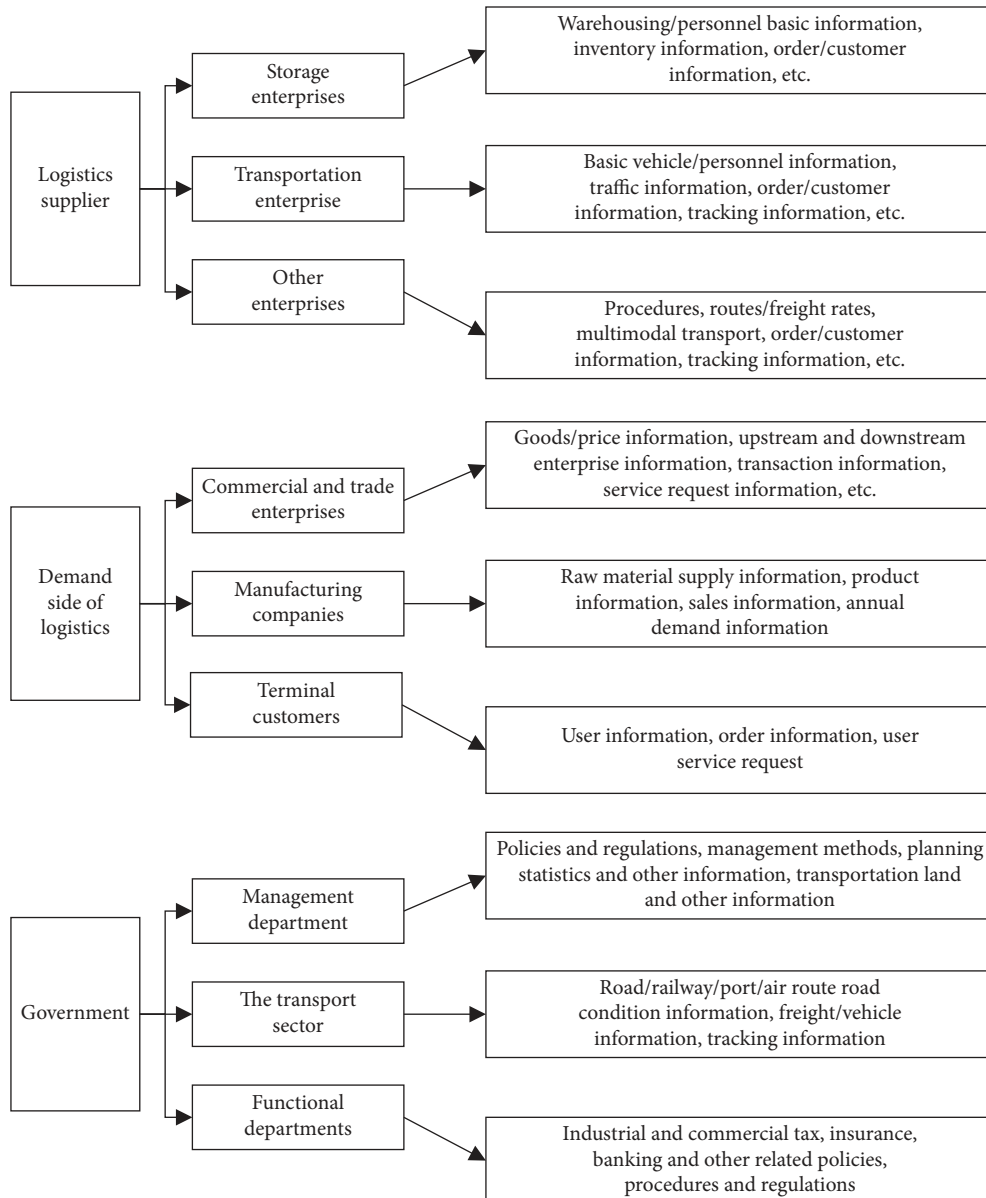 Logistics
supplier
Storage
enterprises
Warehousing/personnel basic information,
inventory information, order/customer
information, etc.
Transportation
enterprise
Basic vehicle/personnel information,
traffic information, order/customer
information, tracking information, etc.
Other
enterprises
Procedures, routes/freight rates,
multimodal transport, order/customer
information, tracking information, etc.
Demand
side of
logistics
Commercial and trade
enterprises
Goods/price information, upstream and downstream
enterprise information, transaction information,
service request information, etc.
Manufacturing
companies
Raw material supply information, product
information, sales information, annual
demand information
Terminal
customers
User information, order information, user
service request
Government
Management
department
Policies and regulations, management methods, planning
statistics and other information, transportation land
and other information
The transport
sector
Road/railway/port/air route road
condition information, freight/vehicle
information, tracking information
Functional
departments
Industrial and commercial tax, insurance,
banking and other related policies,
procedures and regulations